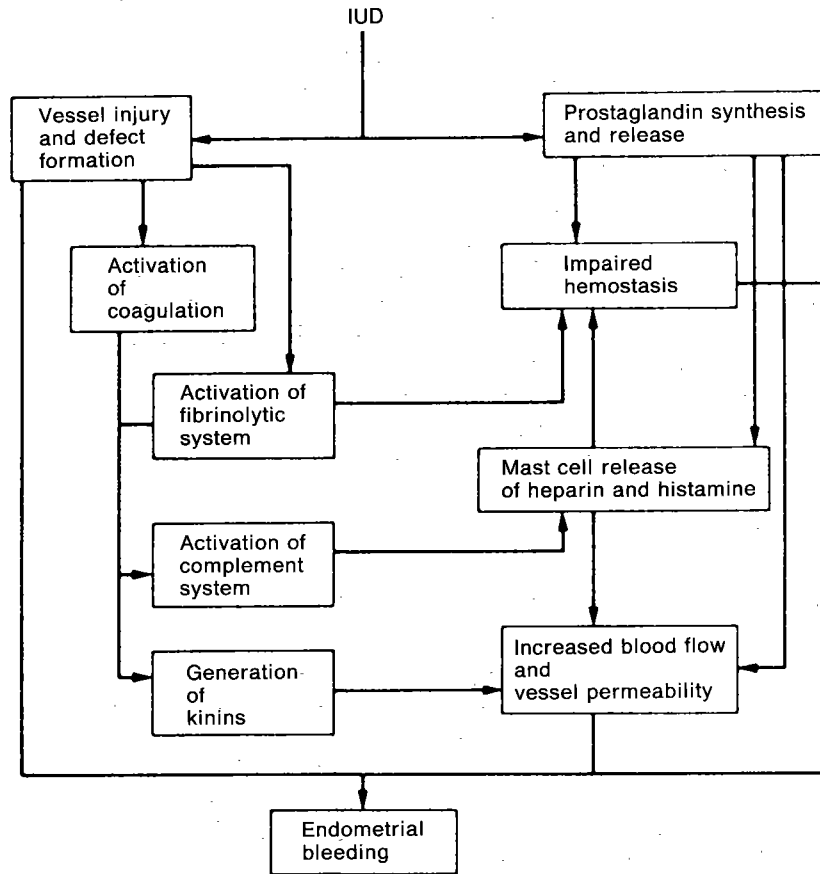 IUD
Vessel injury
and defect
formation
Prostaglandin synthesis
and release
Activation
of
coagulation
Impaired
hemostasis
Activation of
fibrinolytic
system
Mast cell release
of heparin and histamine
Activation of
complement
system
Increased blood flow
and
vessel permeability
Generation
of
kinins
Endometrial
bleeding